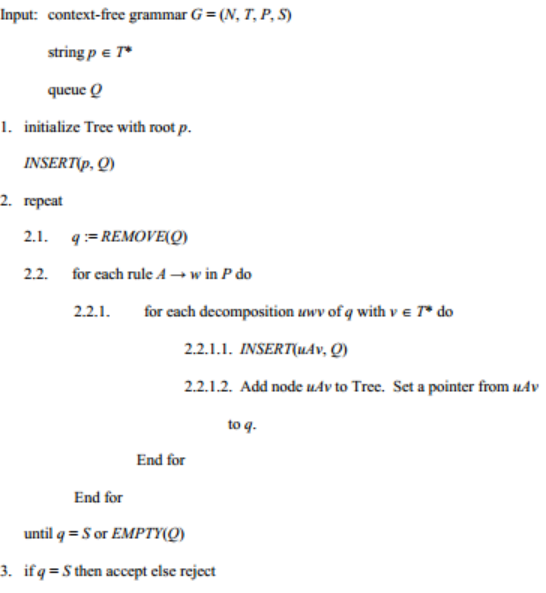 Input: context-free grammar G = (N, T, P, S)
string p ∈ T*
queue Q
1. initialize Tree with root p.
INSERT(p, Q)
2. repeat
2.1. q := REMOVE(Q)
2.2. for each rule A → w in P do
2.2.1. for each decomposition uwv of q with v ∈ T* do
2.2.1.1. INSERT(uAv, Q)
2.2.1.2. Add node uAv to Tree. Set a pointer from uAv
to q.
End for
End for
until q = S or EMPTY(Q)
3. if q = S then accept else reject